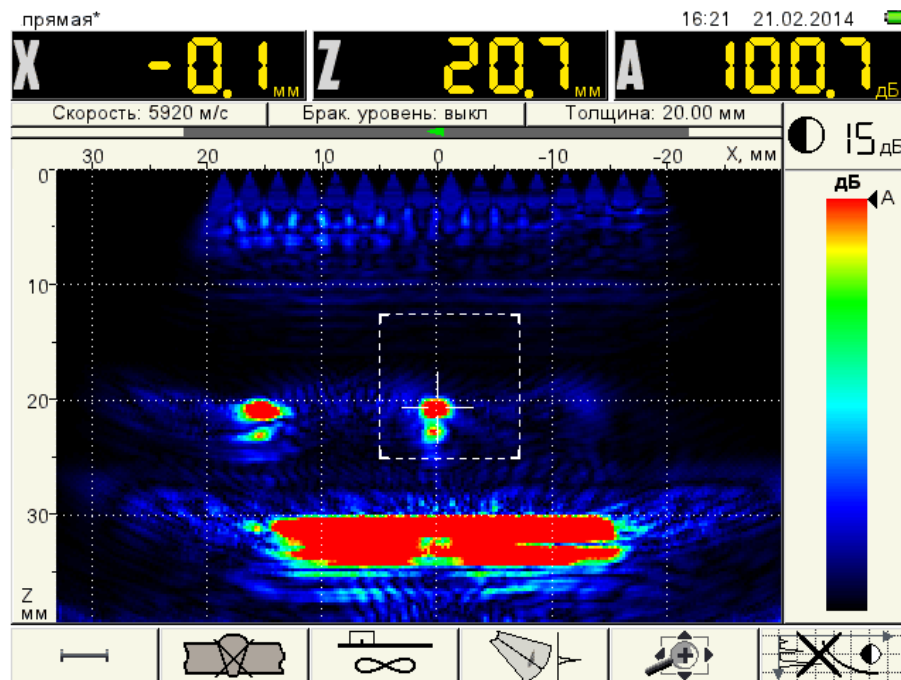 прямая* 16:21 21.02.2014
X -0.1 мм Z 20.7 мм A 100.7 дБ
Скорость: 5920 м/с Брак. уровень: выкл Толщина: 20.00 мм
15 дБ
30 20 10 0 -10 -20 X, мм
дБ
A
0
10
20
30
Z
мм